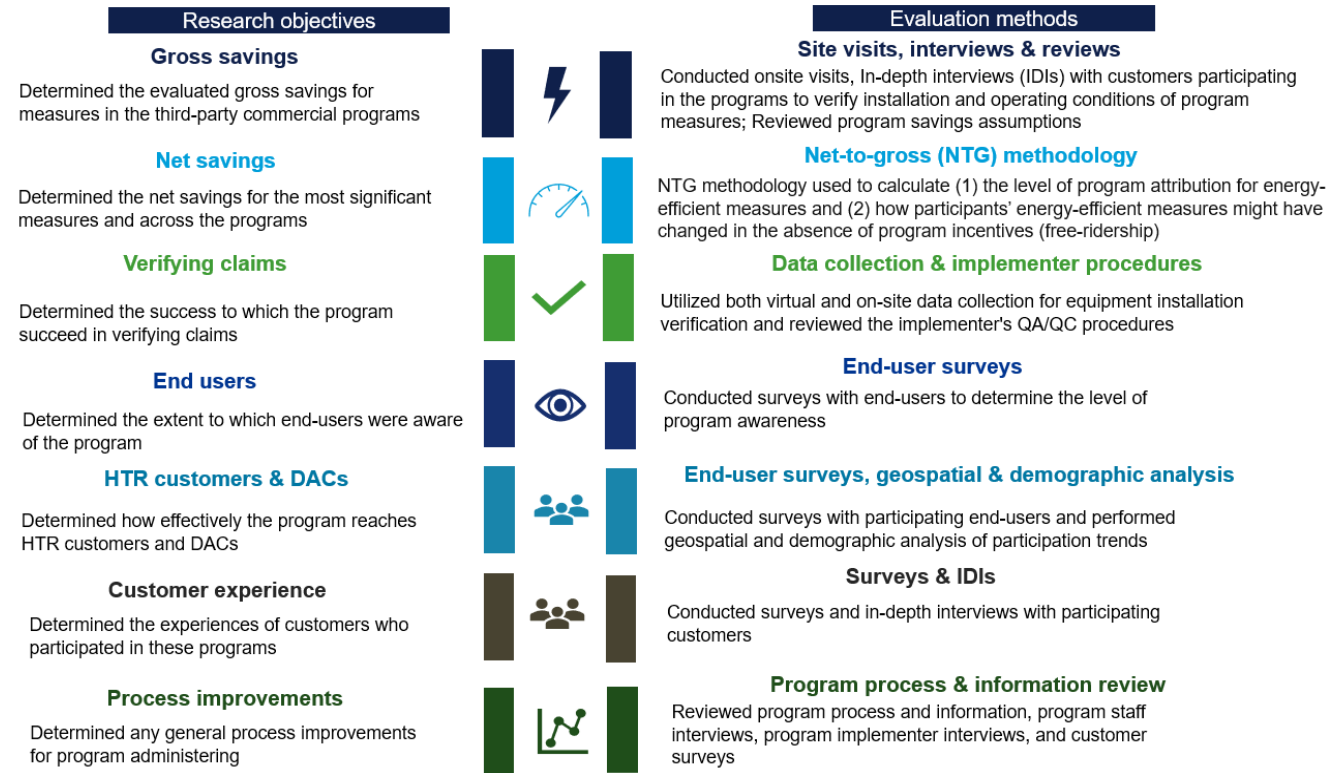 Research objectives
Evaluation methods
Gross savings
Determined the evaluated gross savings for
measures in the third-party commercial programs
Site visits, interviews & reviews
Conducted onsite visits, In-depth interviews (IDIs) with customers participating
in the programs to verify installation and operating conditions of program
measures; Reviewed program savings assumptions
Net savings
Determined the net savings for the most significant
measures and across the programs
Net-to-gross (NTG) methodology
NTG methodology used to calculate (1) the level of program attribution for energy-
efficient measures and (2) how participants’ energy-efficient measures might have
changed in the absence of program incentives (free-ridership)
Verifying claims
Determined the success to which the program
succeed in verifying claims
Data collection & implementer procedures
Utilized both virtual and on-site data collection for equipment installation
verification and reviewed the implementer's QA/QC procedures
End users
Determined the extent to which end-users were aware
of the program
End-user surveys
Conducted surveys with end-users to determine the level of
program awareness
HTR customers & DACs
Determined how effectively the program reaches
HTR customers and DACs
End-user surveys, geospatial & demographic analysis
Conducted surveys with participating end-users and performed
geospatial and demographic analysis of participation trends
Customer experience
Determined the experiences of customers who
participated in these programs
Surveys & IDIs
Conducted surveys and in-depth interviews with participating
customers
Process improvements
Determined any general process improvements
for program administering
Program process & information review
Reviewed program process and information, program staff
interviews, program implementer interviews, and customer
surveys